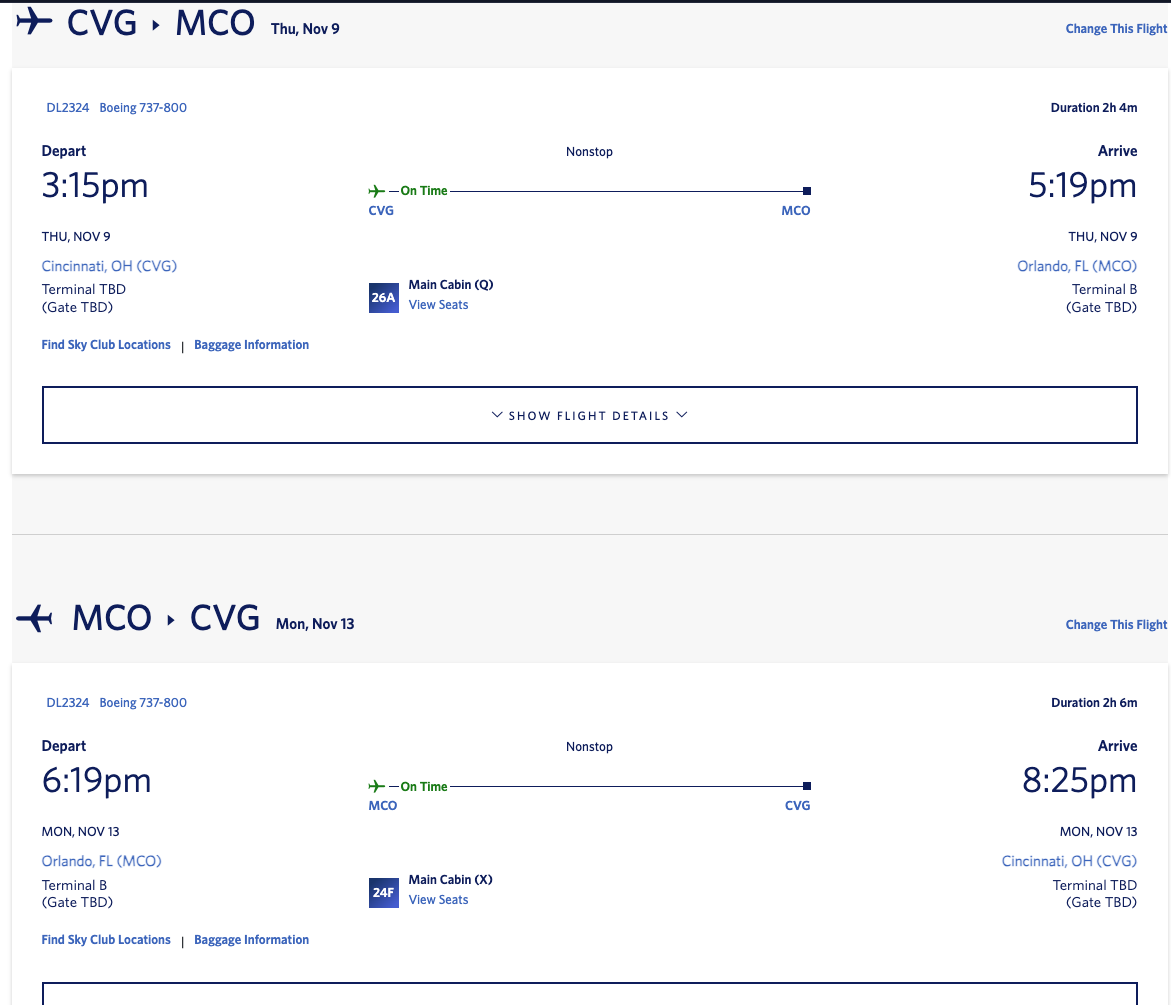 CVG ▸ MCO Thu, Nov 9 Change This Flight
DL2324 Boeing 737-800 Duration 2h 4m
Depart Nonstop Arrive
3:15pm On Time 5:19pm
CVG MCO
THU, NOV 9 THU, NOV 9
Cincinnati, OH (CVG) Orlando, FL (MCO)
Terminal TBD 26A Main Cabin (Q) Terminal B
(Gate TBD) View Seats (Gate TBD)
Find Sky Club Locations | Baggage Information
SHOW FLIGHT DETAILS
MCO ▸ CVG Mon, Nov 13 Change This Flight
DL2324 Boeing 737-800 Duration 2h 6m
Depart Nonstop Arrive
6:19pm On Time 8:25pm
MCO CVG
MON, NOV 13 MON, NOV 13
Orlando, FL (MCO) Cincinnati, OH (CVG)
Terminal B 24F Main Cabin (X) Terminal TBD
(Gate TBD) View Seats (Gate TBD)
Find Sky Club Locations | Baggage Information